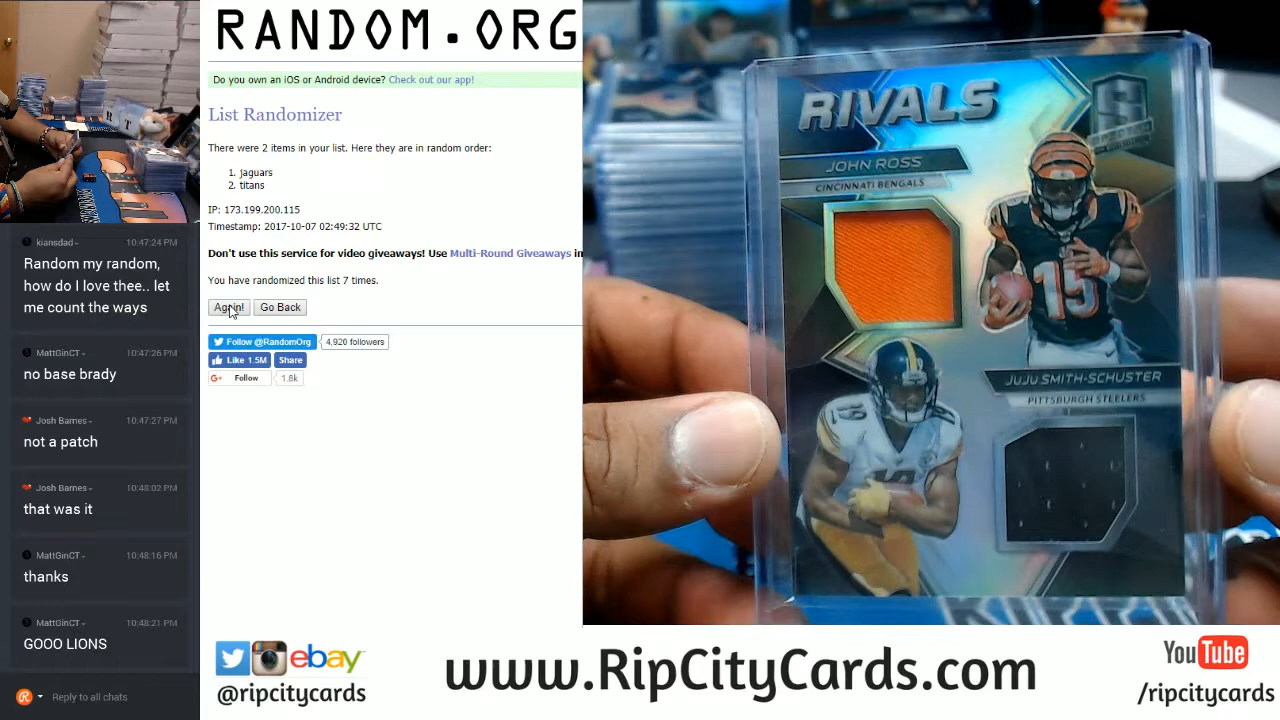 RANDOM.ORG
Do you own an iOS or Android device? Check out our app!
List Randomizer
There were 2 items in your list. Here they are in random order:
1. jaguars
2. titans
IP: 173.199.200.115
Timestamp: 2017-10-07 02:49:32 UTC
Don't use this service for video giveaways! Use Multi-Round Giveaways in
You have randomized this list 7 times.
Again! Go Back
Follow @RandomOrg 4,920 followers
Like 1.5M Share
G+ Follow 1.8k
kiansdad 10:47:24 PM
Random my random,
how do I love thee.. let
me count the ways
MattGinCT 10:47:26 PM
no base brady
Josh Barnes 10:47:27 PM
not a patch
Josh Barnes 10:48:02 PM
that was it
MattGinCT 10:48:16 PM
thanks
MattGinCT 10:48:21 PM
GOOO LIONS
Reply to all chats
RIVALS
JOHN ROSS
CINCINNATI BENGALS
15
JUJU SMITH-SCHUSTER
PITTSBURGH STEELERS
ebay
@ripcitycards
www.RipCityCards.com
YouTube
/ripcitycards